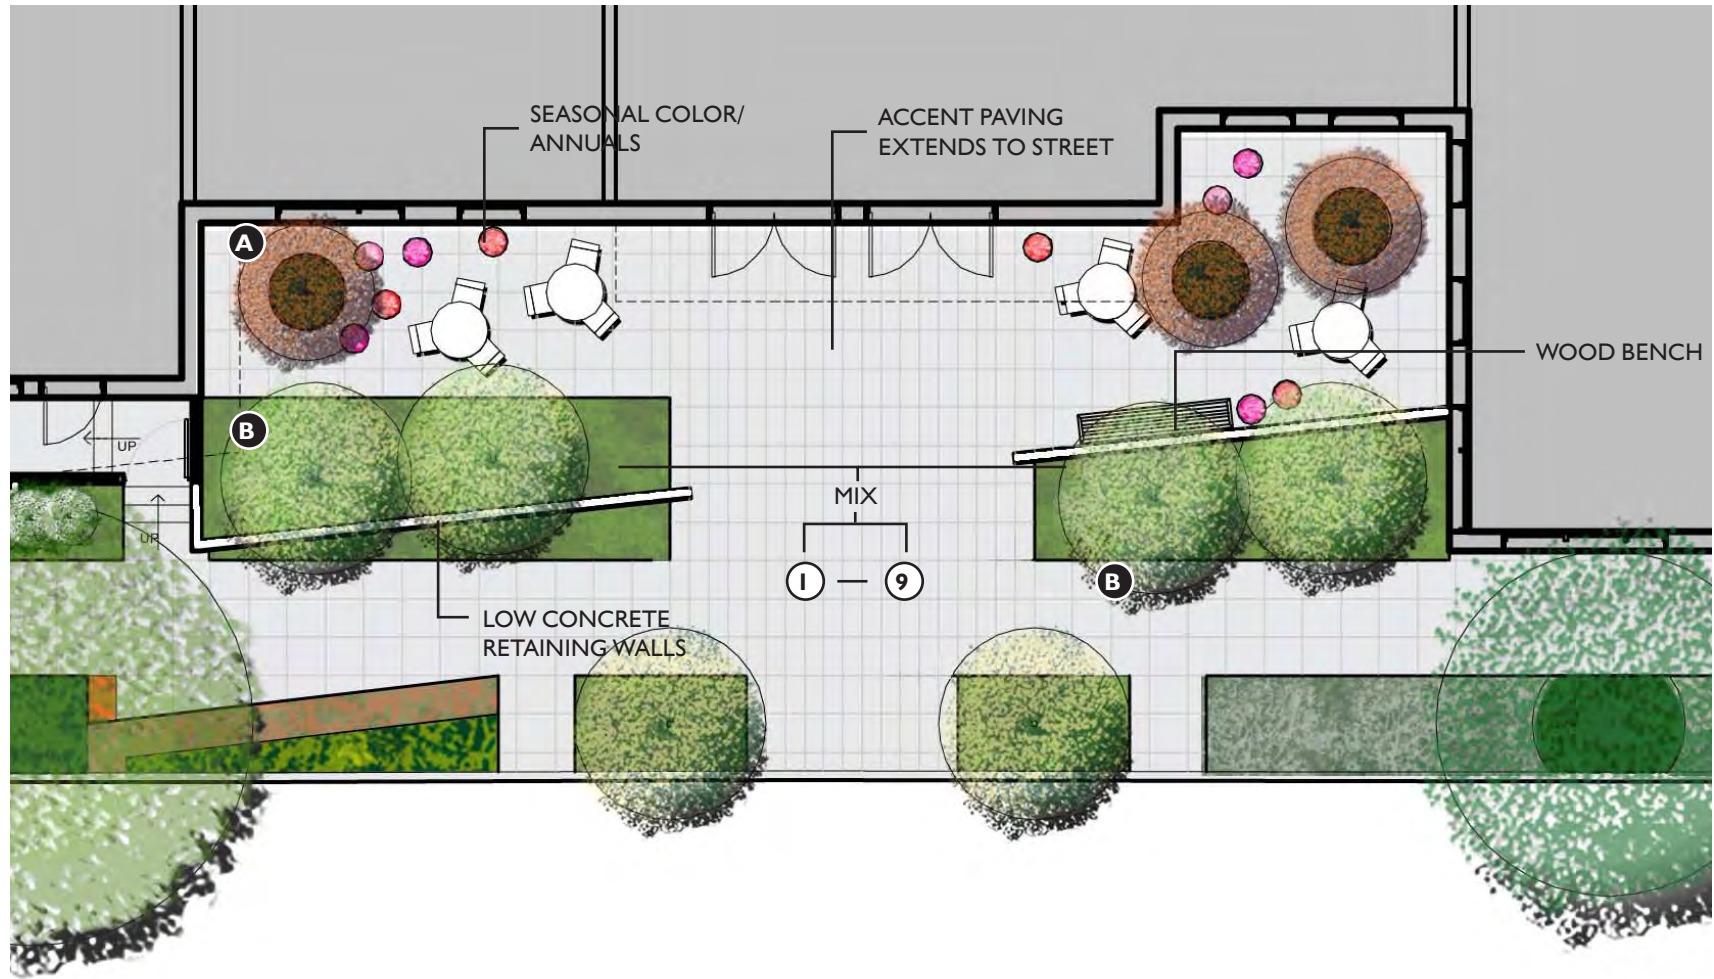 SEASONAL COLOR/
ANNUALS
ACCENT PAVING
EXTENDS TO STREET
A
WOOD BENCH
B
UP
MIX
UP
1 — 9
B
LOW CONCRETE
RETAINING WALLS